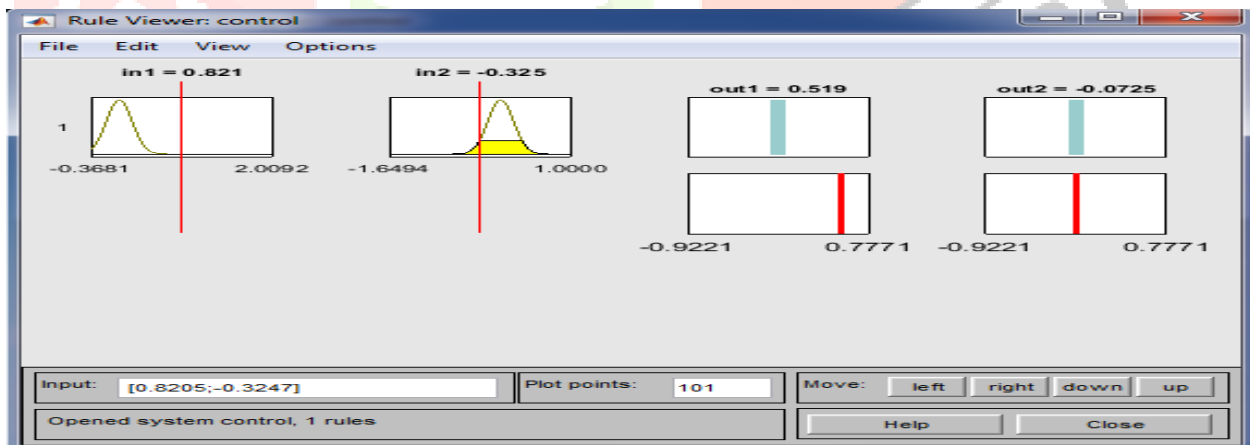 Rule Viewer: control
File Edit View Options
in1 = 0.821 in2 = -0.325 out1 = 0.519 out2 = -0.0725
1
-0.3681 2.0092 -1.6494 1.0000
-0.9221 0.7771 -0.9221 0.7771
Input: [0.8205;-0.3247] Plot points: 101 Move: left right down up
Opened system control, 1 rules Help Close